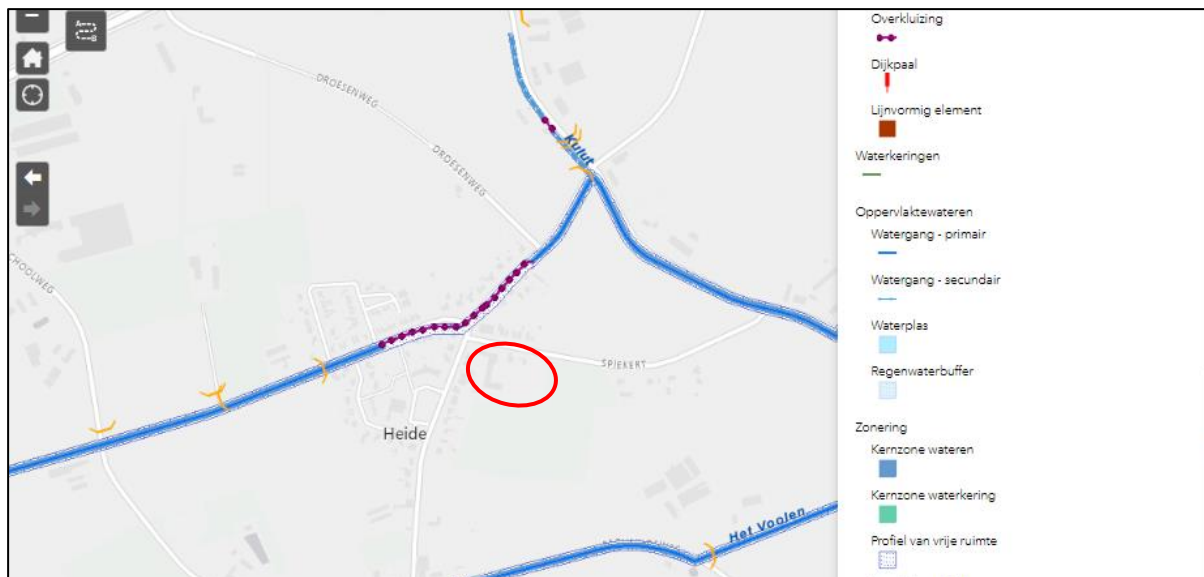 A
B
DROESENWEG
DROESENWEG
Kulut
CHOOLWEG
SPIEKERT
Heide
Het Voolen
Overkluizing
Dijkpaal
Lijnvormig element
Waterkeringen
Oppervlaktewateren
Watergang - primair
Watergang - secundair
Waterplas
Regenwaterbuffer
Zonering
Kernzone wateren
Kernzone waterkering
Profiel van vrije ruimte